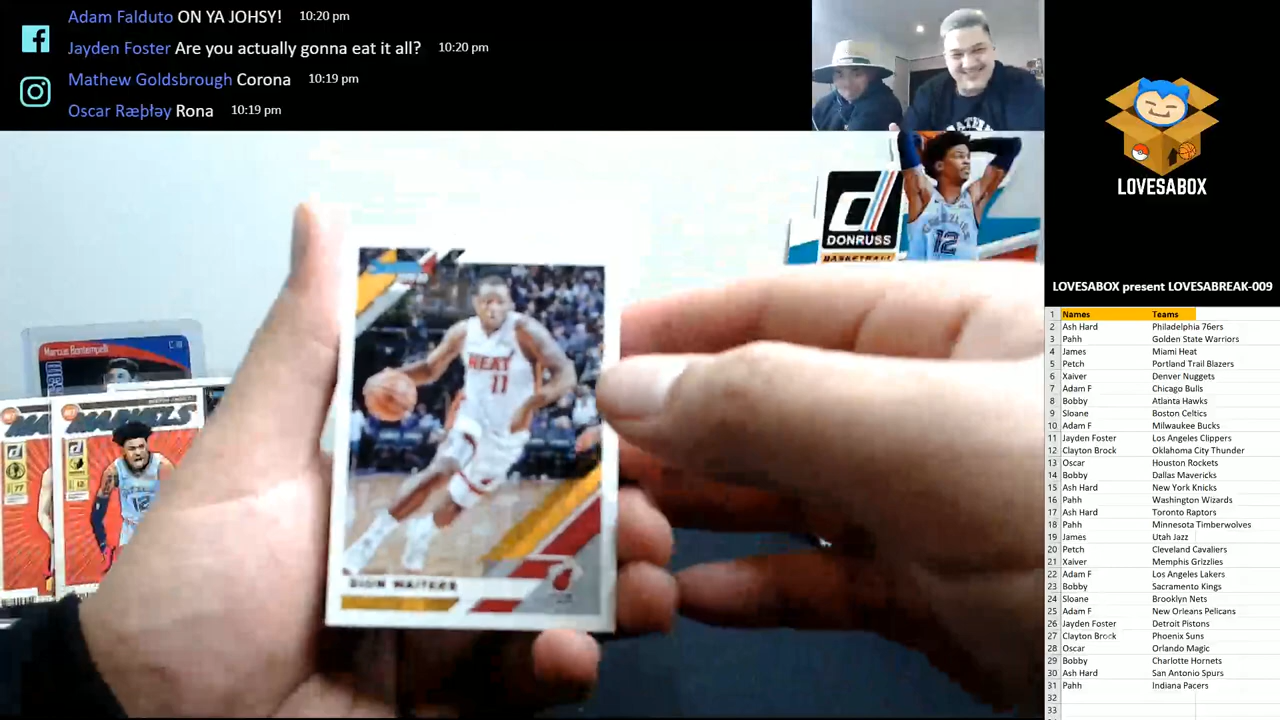 Adam Falduto ON YA JOHSY! 10:20 pm
Jayden Foster Are you actually gonna eat it all? 10:20 pm
Mathew Goldsbrough Corona 10:19 pm
Oscar Ræþłəy Rona 10:19 pm
LOVESABOX
d
DONRUSS
BASKETBALL
12
LOVESABOX present LOVESABREAK-009
Marcus Bontempelli
HEAT
11
DION WAITERS
77
12
12
1 Names Teams
2 Ash Hard Philadelphia 76ers
3 Pahh Golden State Warriors
4 James Miami Heat
5 Petch Portland Trail Blazers
6 Xaiver Denver Nuggets
7 Adam F Chicago Bulls
8 Bobby Atlanta Hawks
9 Sloane Boston Celtics
10 Adam F Milwaukee Bucks
11 Jayden Foster Los Angeles Clippers
12 Clayton Brock Oklahoma City Thunder
13 Oscar Houston Rockets
14 Bobby Dallas Mavericks
15 Ash Hard New York Knicks
16 Pahh Washington Wizards
17 Ash Hard Toronto Raptors
18 Pahh Minnesota Timberwolves
19 James Utah Jazz
20 Petch Cleveland Cavaliers
21 Xaiver Memphis Grizzlies
22 Adam F Los Angeles Lakers
23 Bobby Sacramento Kings
24 Sloane Brooklyn Nets
25 Adam F New Orleans Pelicans
26 Jayden Foster Detroit Pistons
27 Clayton Brock Phoenix Suns
28 Oscar Orlando Magic
29 Bobby Charlotte Hornets
30 Ash Hard San Antonio Spurs
31 Pahh Indiana Pacers
32
33